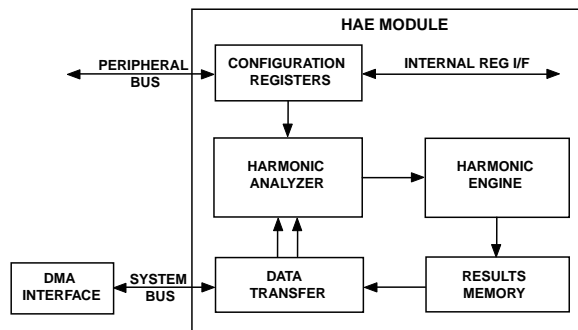 HAE MODULE
PERIPHERAL
BUS
CONFIGURATION
REGISTERS
INTERNAL REG I/F
HARMONIC
ANALYZER
HARMONIC
ENGINE
DMA
INTERFACE
SYSTEM
BUS
DATA
TRANSFER
RESULTS
MEMORY